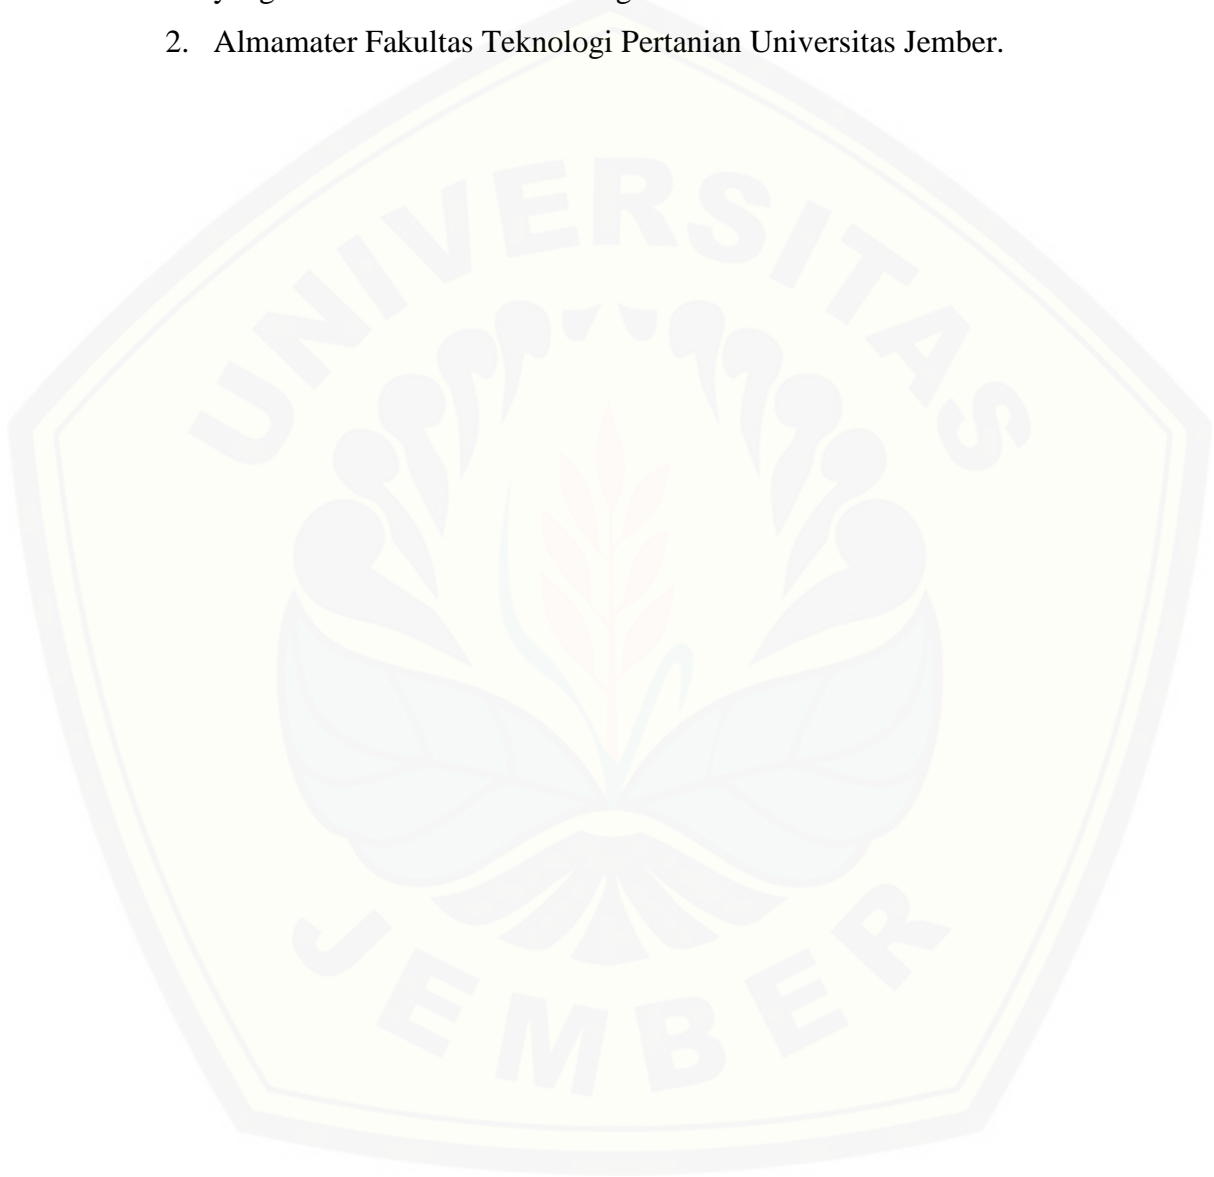 2. Almamater Fakultas Teknologi Pertanian Universitas Jember.
UNIVERSITAS
JEMBER